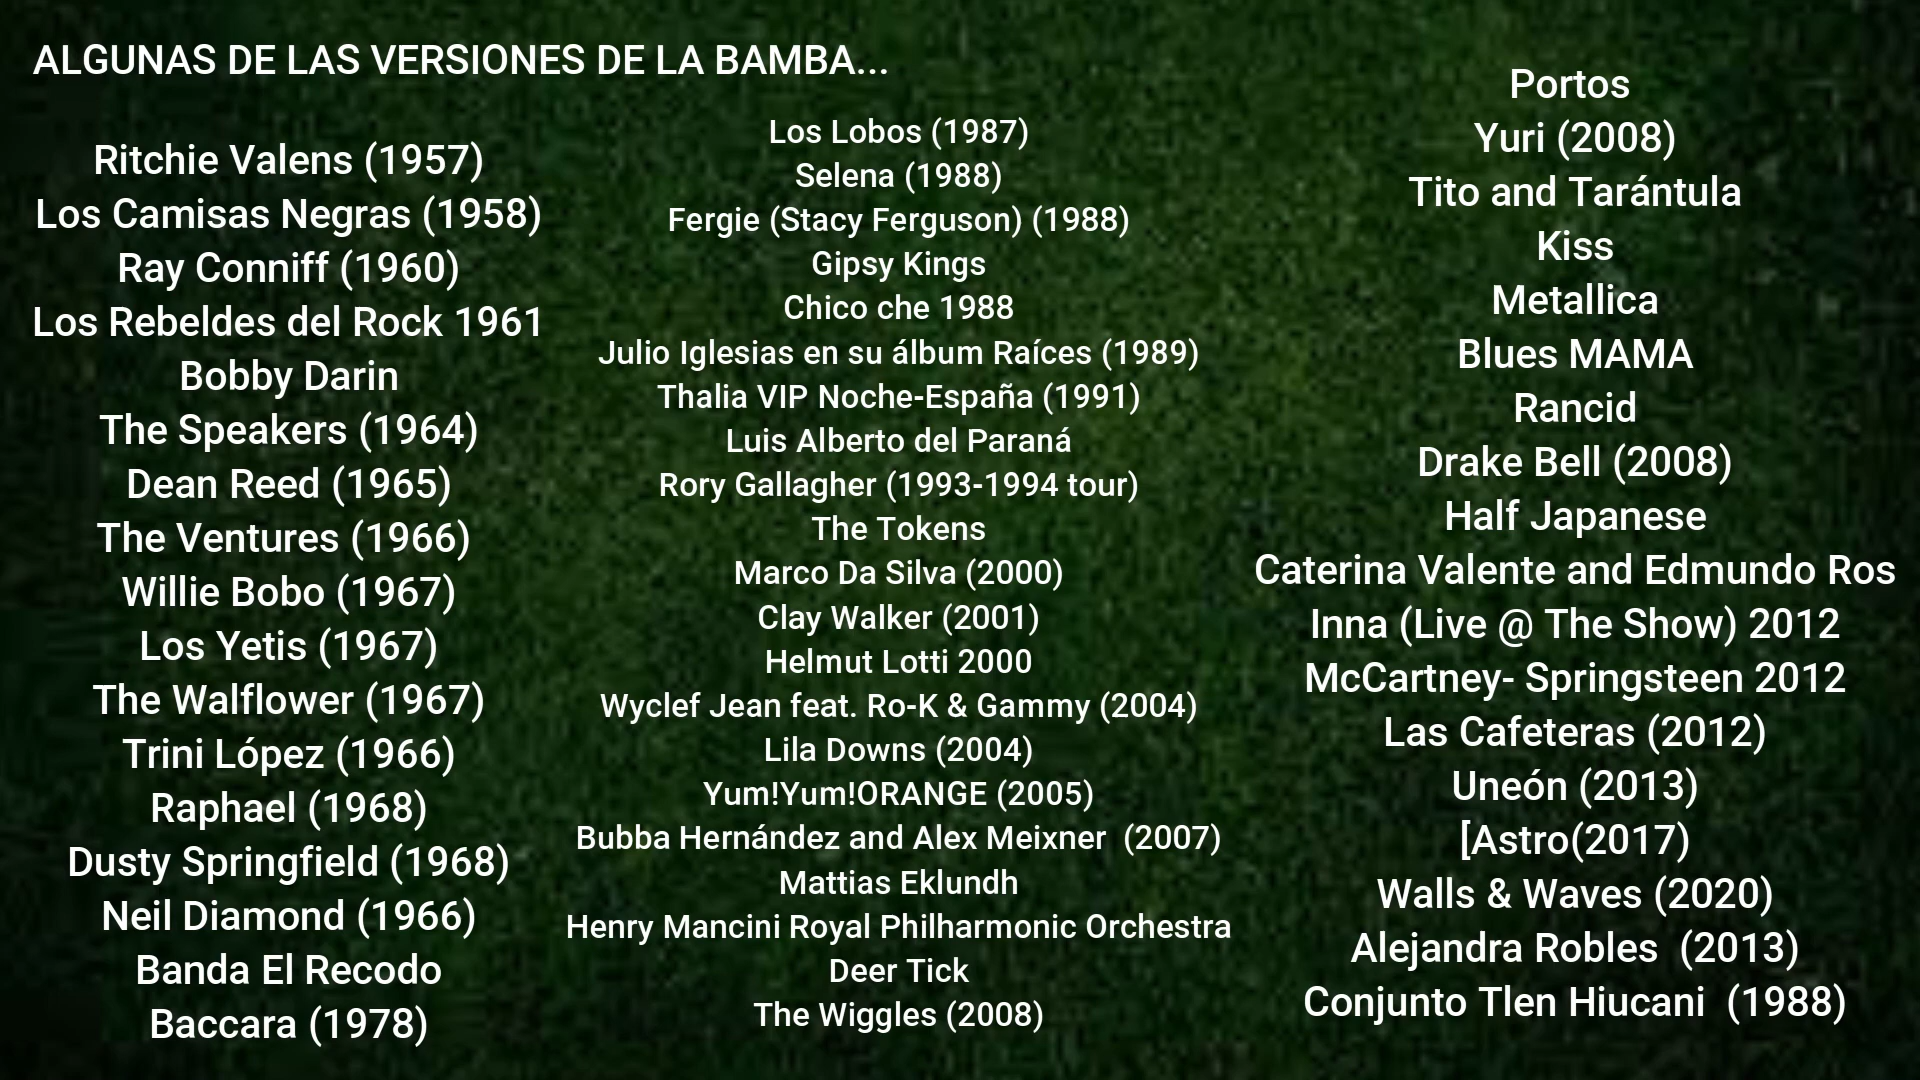 ALGUNAS DE LAS VERSIONES DE LA BAMBA...
Ritchie Valens (1957)
Los Camisas Negras (1958)
Ray Conniff (1960)
Los Rebeldes del Rock 1961
Bobby Darin
The Speakers (1964)
Dean Reed (1965)
The Ventures (1966)
Willie Bobo (1967)
Los Yetis (1967)
The Walflower (1967)
Trini López (1966)
Raphael (1968)
Dusty Springfield (1968)
Neil Diamond (1966)
Banda El Recodo
Baccara (1978)
Los Lobos (1987)
Selena (1988)
Fergie (Stacy Ferguson) (1988)
Gipsy Kings
Chico che 1988
Julio Iglesias en su álbum Raíces (1989)
Thalia VIP Noche-España (1991)
Luis Alberto del Paraná
Rory Gallagher (1993-1994 tour)
The Tokens
Marco Da Silva (2000)
Clay Walker (2001)
Helmut Lotti 2000
Wyclef Jean feat. Ro-K & Gammy (2004)
Lila Downs (2004)
Yum!Yum!ORANGE (2005)
Bubba Hernández and Alex Meixner  (2007)
Mattias Eklundh
Henry Mancini Royal Philharmonic Orchestra
Deer Tick
The Wiggles (2008)
Portos
Yuri (2008)
Tito and Tarántula
Kiss
Metallica
Blues MAMA
Rancid
Drake Bell (2008)
Half Japanese
Caterina Valente and Edmundo Ros
Inna (Live @ The Show) 2012
McCartney- Springsteen 2012
Las Cafeteras (2012)
Uneón (2013)
[Astro(2017)
Walls & Waves (2020)
Alejandra Robles  (2013)
Conjunto Tlen Hiucani  (1988)